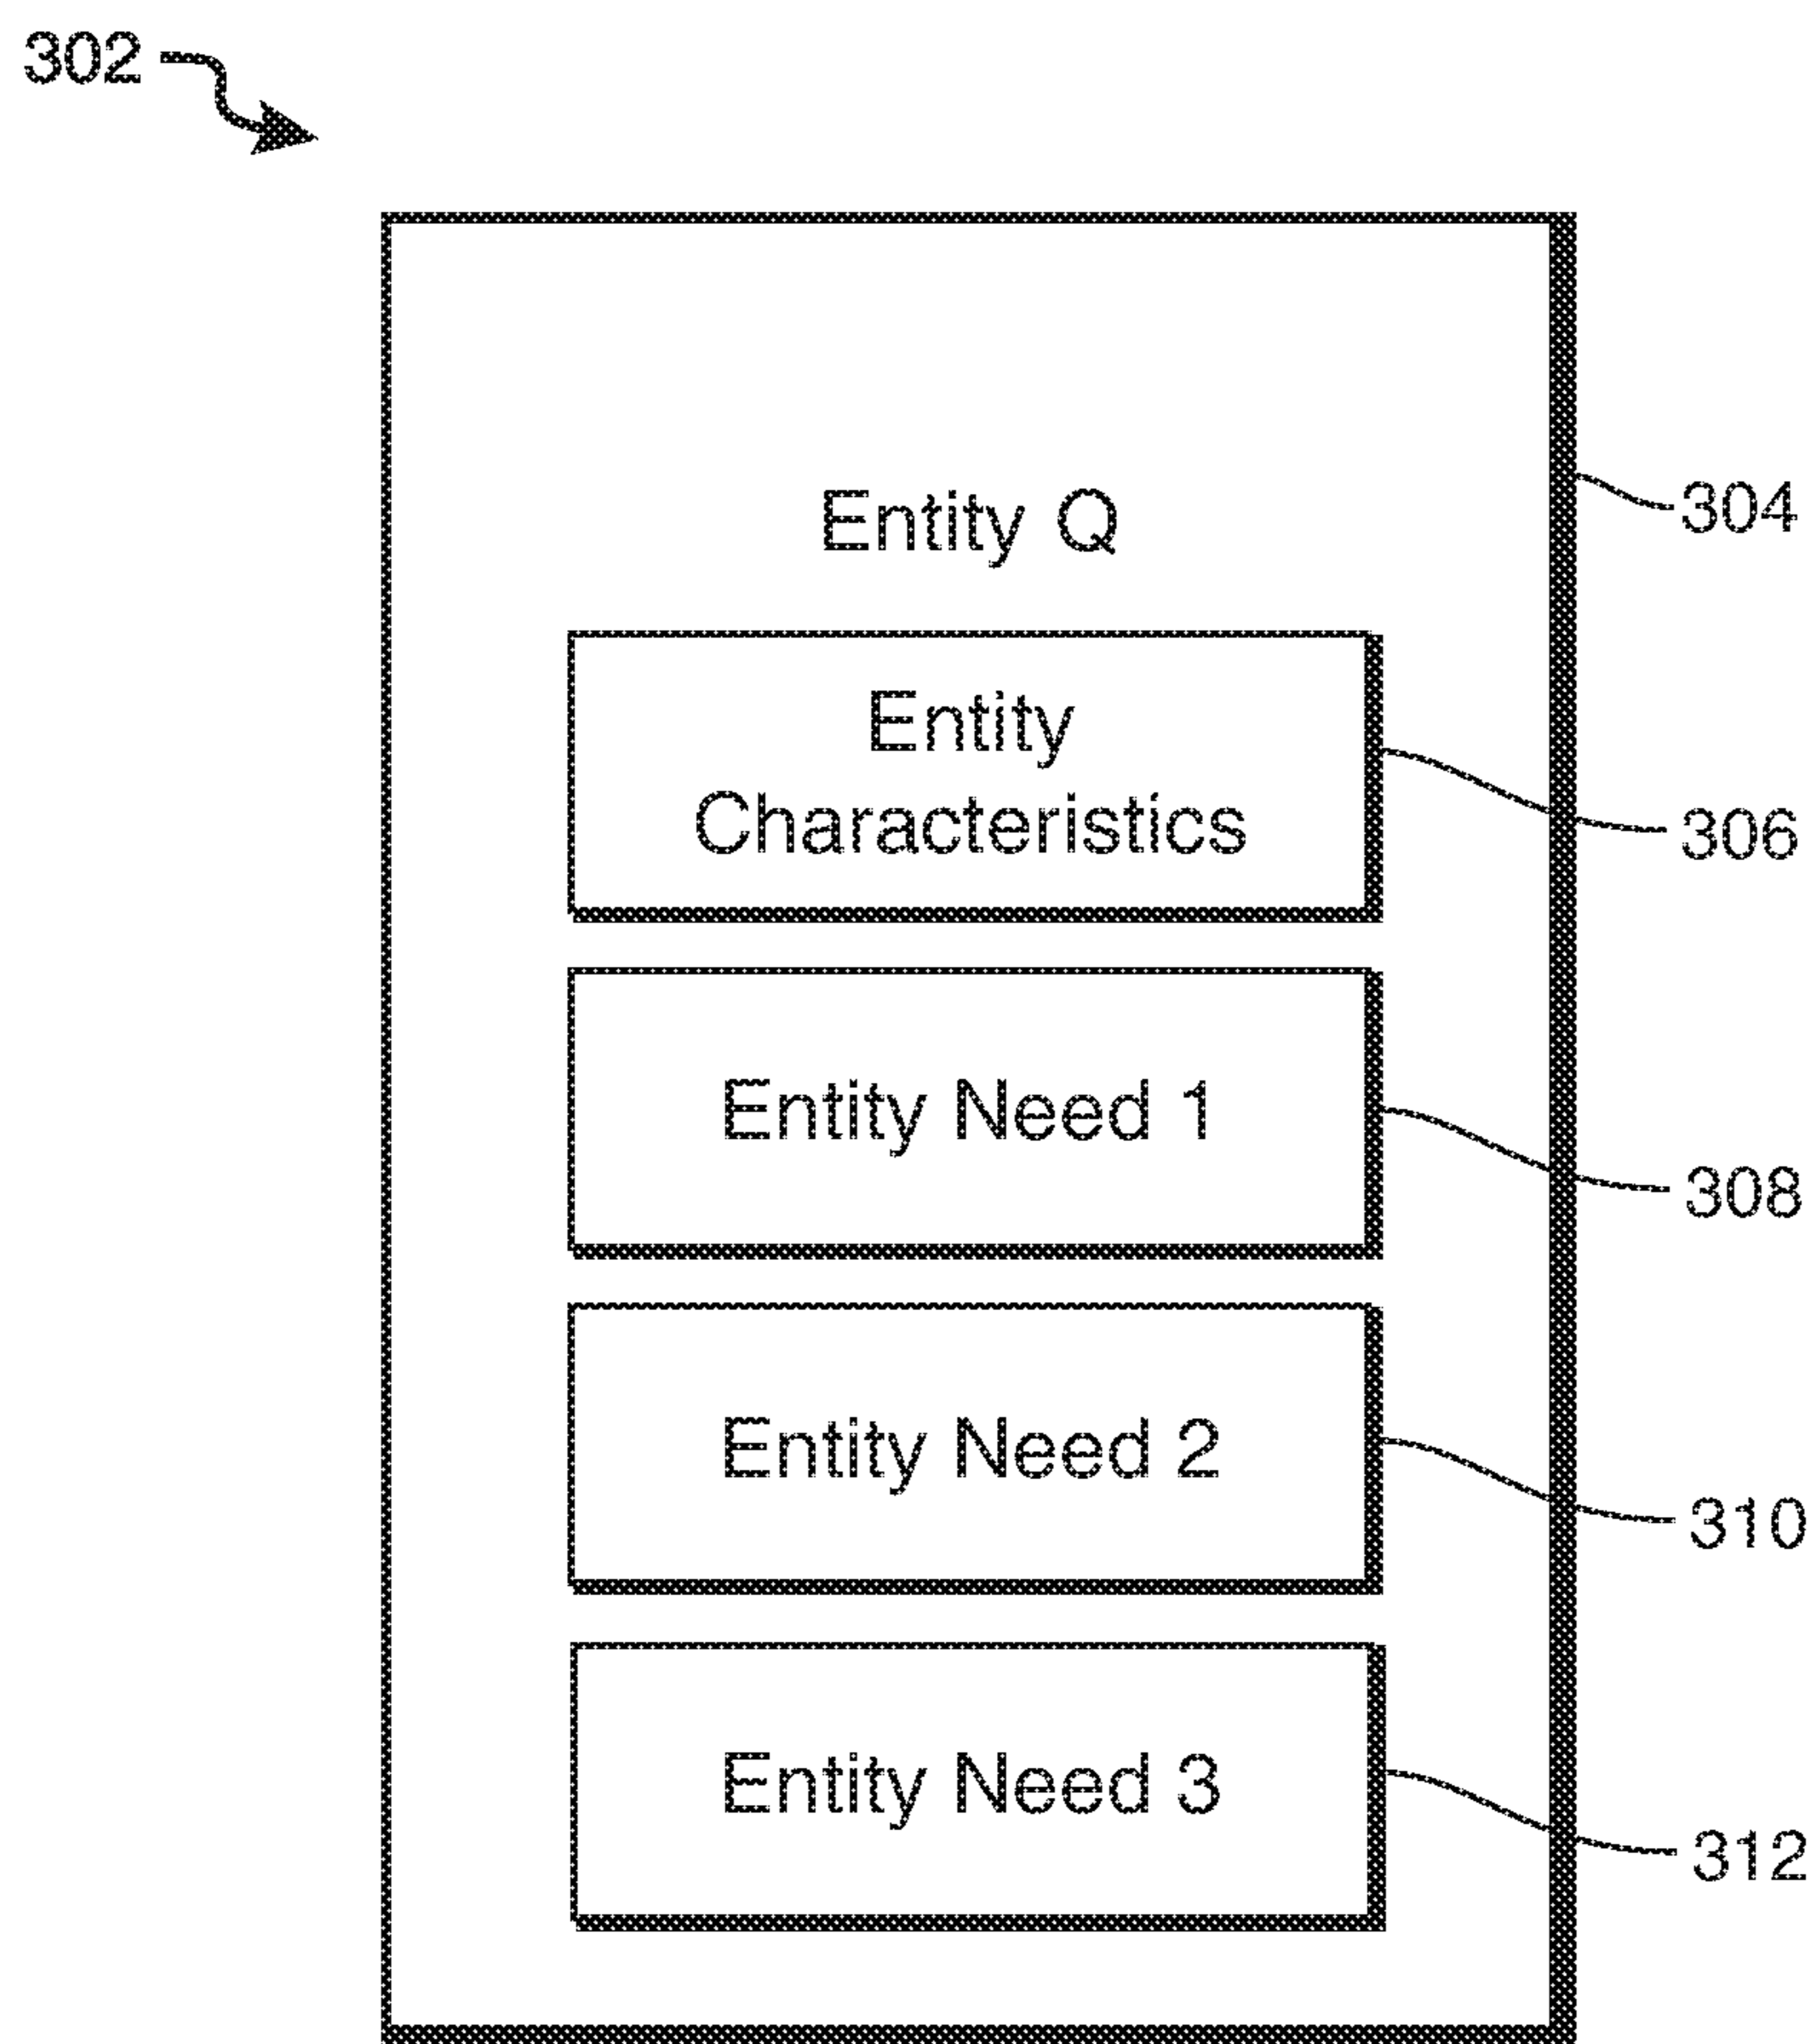 302
Entity Q
304
Entity
Characteristics
306
Entity Need 1
308
Entity Need 2
310
Entity Need 3
312